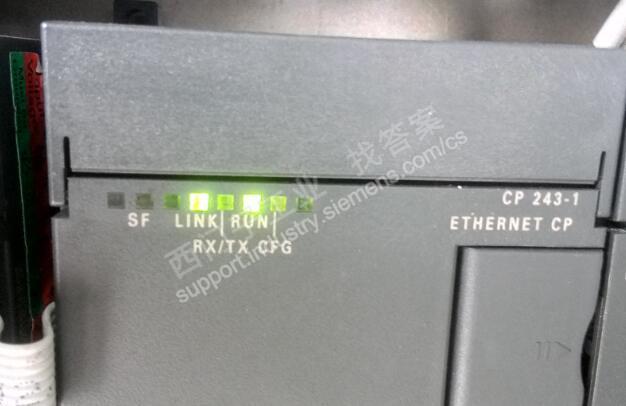 CP 243-1
SF LINK RUN
ETHERNET CP
RX/TX CFG
找答案
support.industry.siemens.com/cs